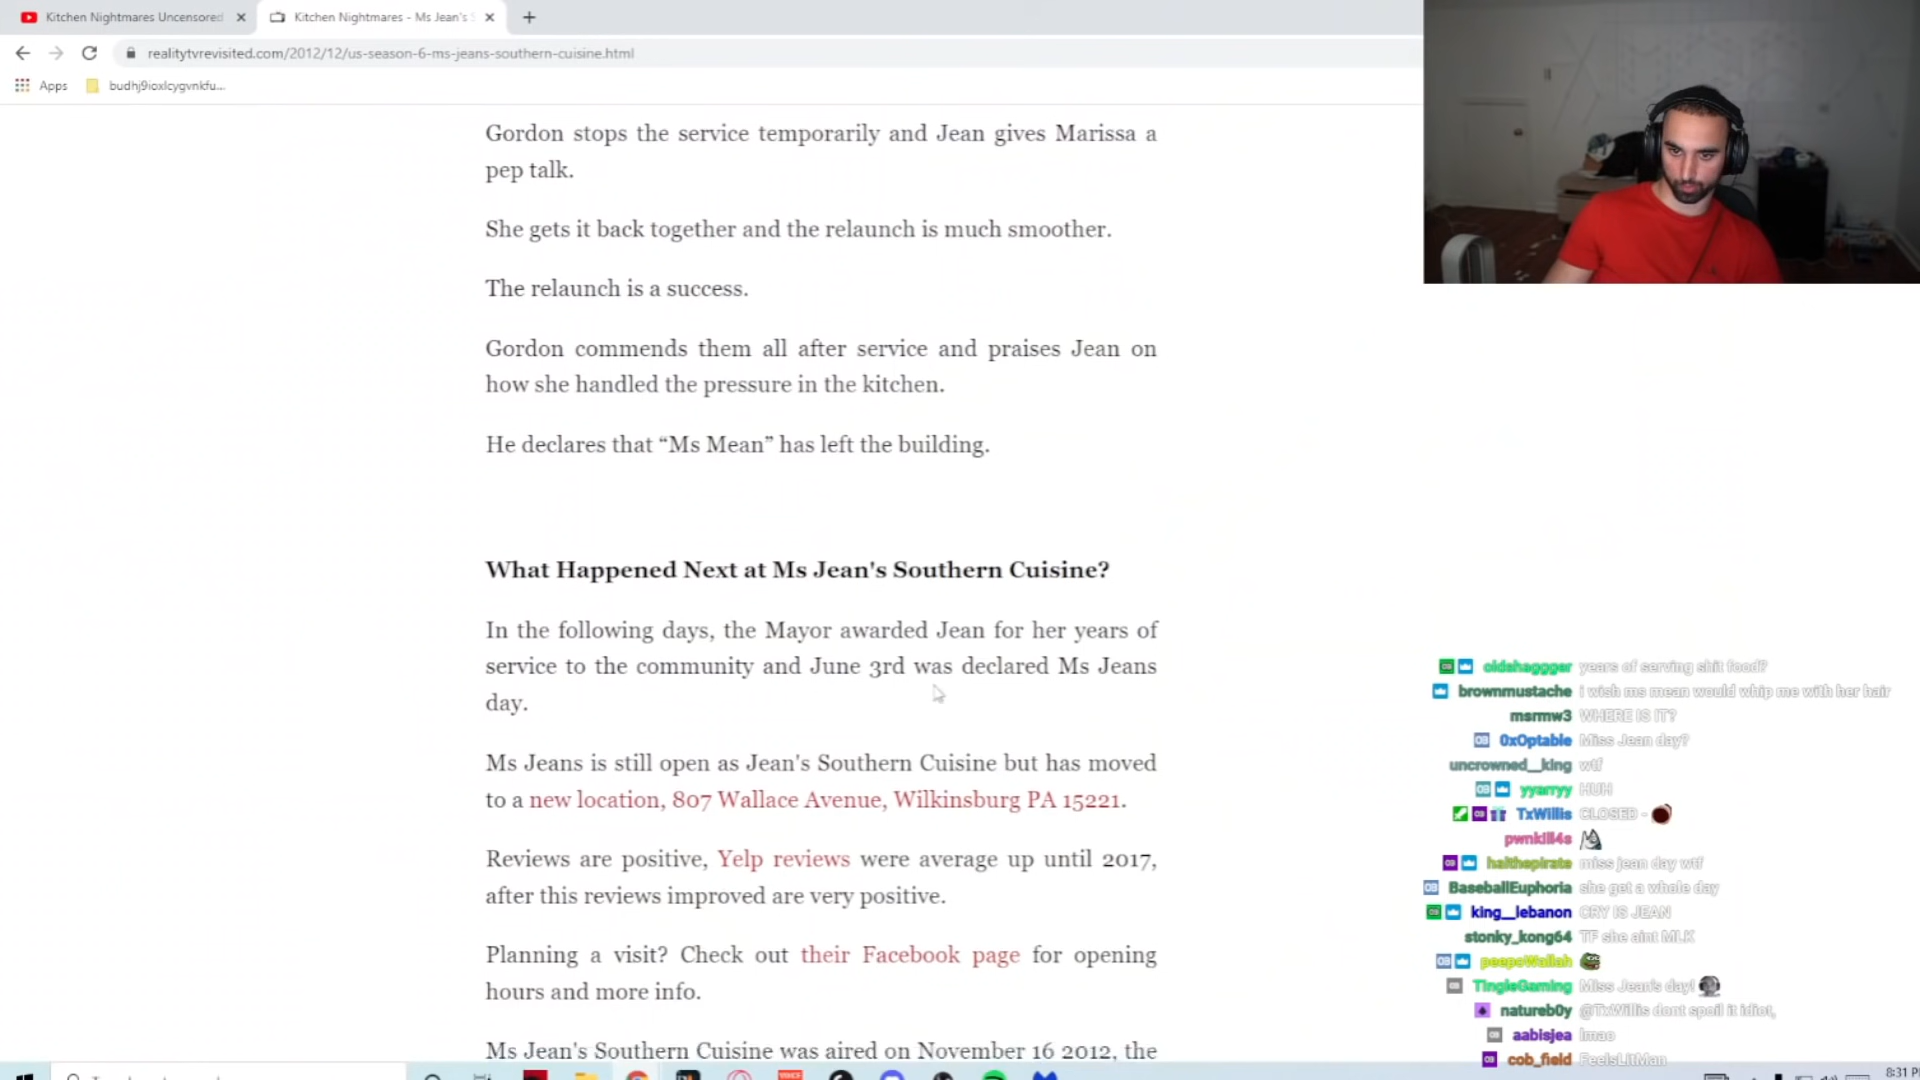 Kitchen Nightmares Uncensored
Kitchen Nightmares - Ms Jean's S
realitytvrevisited.com/2012/12/us-season-6-ms-jeans-southern-cuisine.html
Apps
budhj9ioxlcygvnkfu...
Gordon stops the service temporarily and Jean gives Marissa a
pep talk.
She gets it back together and the relaunch is much smoother.
The relaunch is a success.
Gordon commends them all after service and praises Jean on
how she handled the pressure in the kitchen.
He declares that “Ms Mean” has left the building.
What Happened Next at Ms Jean's Southern Cuisine?
In the following days, the Mayor awarded Jean for her years of
service to the community and June 3rd was declared Ms Jeans
day.
Ms Jeans is still open as Jean's Southern Cuisine but has moved
to a new location, 807 Wallace Avenue, Wilkinsburg PA 15221.
Reviews are positive, Yelp reviews were average up until 2017,
after this reviews improved are very positive.
Planning a visit? Check out their Facebook page for opening
hours and more info.
Ms Jean's Southern Cuisine was aired on November 16 2012, the
oldshaggger years of serving shit food?
brownmustache i wish ms mean would whip me with her hair
msrmw3 WHERE IS IT?
0xOptable Miss Jean day?
uncrowned__king wtf
yyarryy HUH
TxWillis CLOSED -
pwnkill4s
halthepirate miss jean day wtf
BaseballEuphoria she get a whole day
king__lebanon CRY IS JEAN
stonky_kong64 TF she aint MLK
peepoWallah
TingleGaming Miss Jean's day!
natureb0y @TxWillis dont spoil it idiot,
aabisjea lmao
cob_field FeelsLitMan
8:31 P